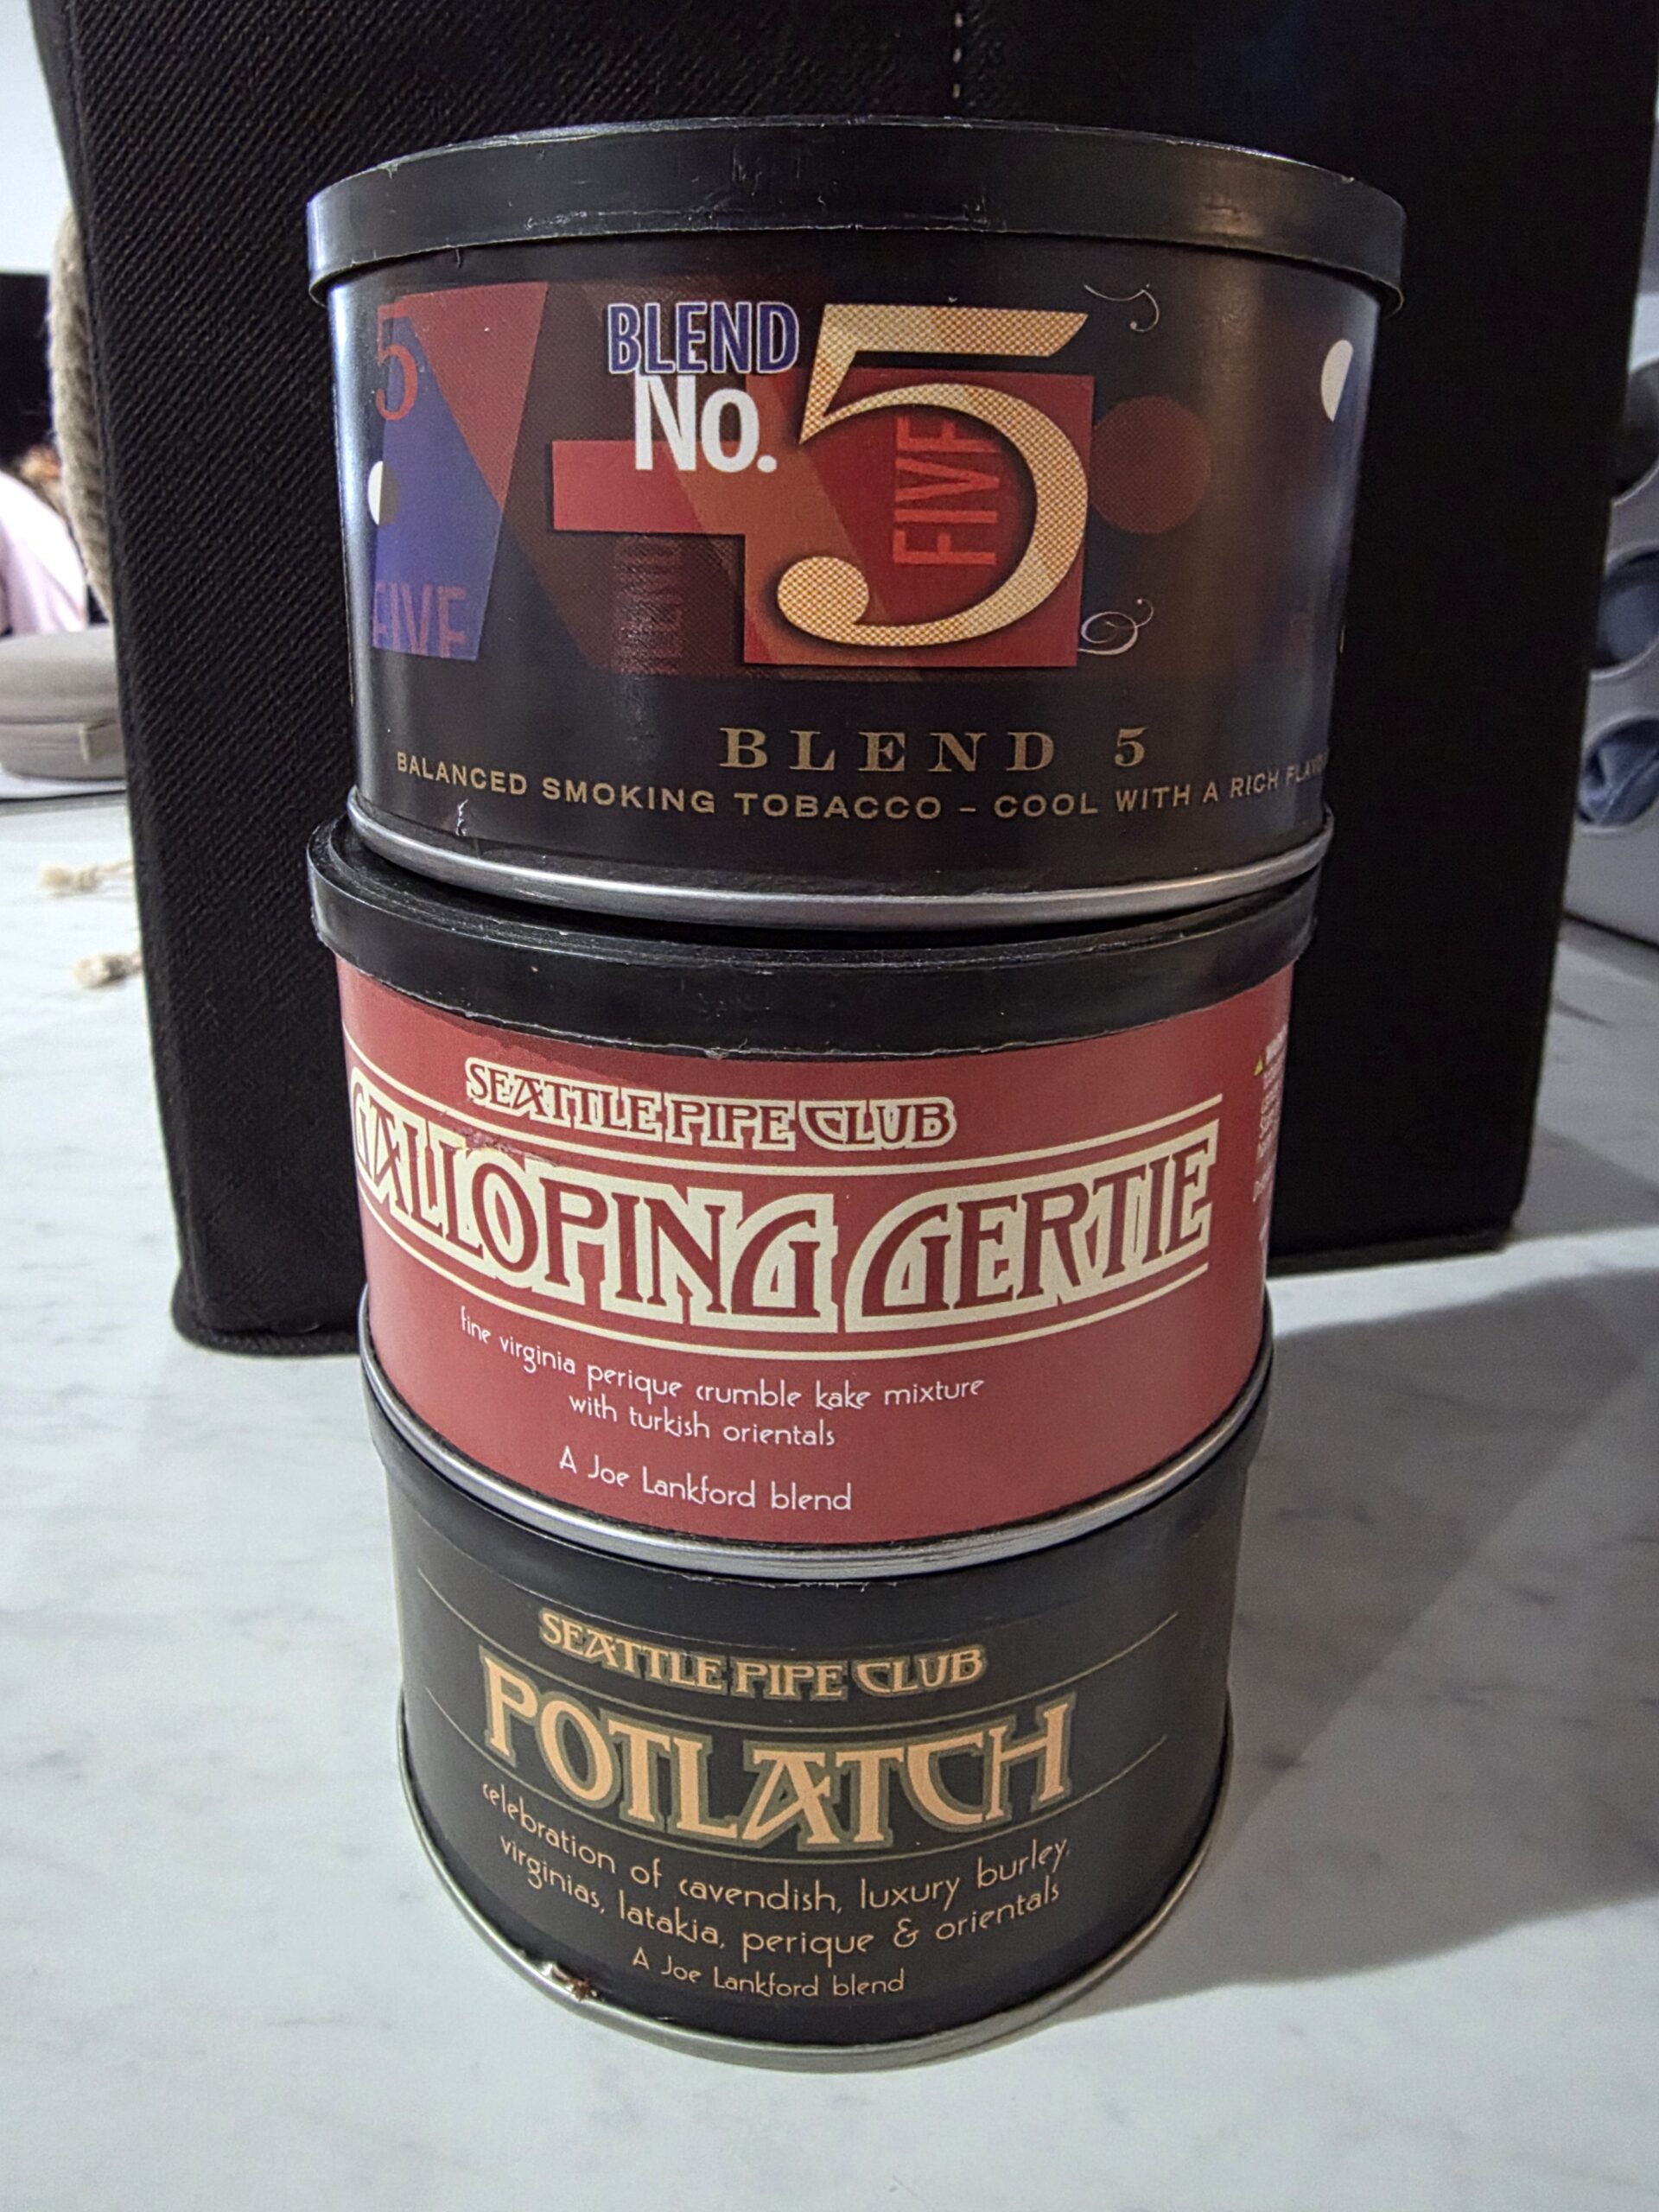 5
FIVE
BLEND
No. 5
FIVE
BLEND 5
BALANCED SMOKING TOBACCO – COOL WITH A RICH
SEATTLE PIPE CLUB
GALLOPING GERTIE
fine virginia perique crumble kake mixture
with turkish orientals
A Joe Lankford blend
SEATTLE PIPE CLUB
POTLATCH
celebration of cavendish, luxury burley,
virginias, latakia, perique & orientals
A Joe Lankford blend